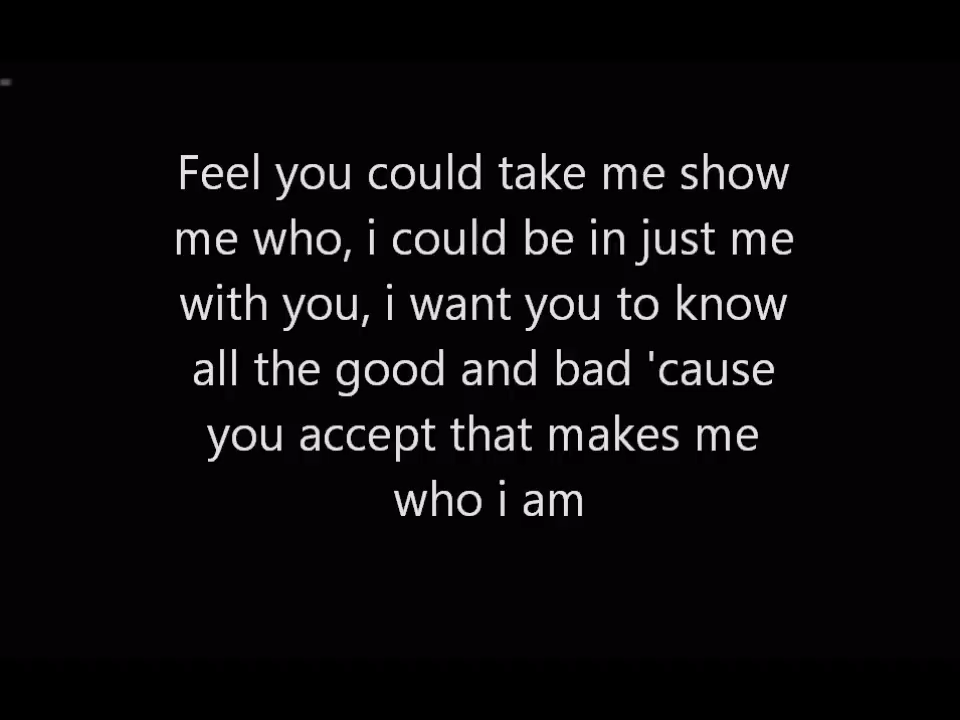 Feel you could take me show
me who, i could be in just me
with you, i want you to know
all the good and bad 'cause
you accept that makes me
who i am